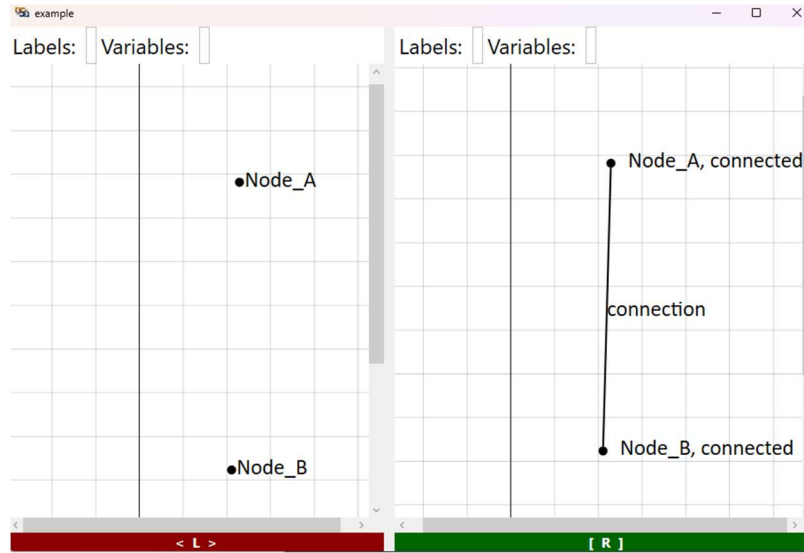 example
Labels: Variables:
Labels: Variables:
Node_A
Node_B
< L >
Node_A, connected
connection
Node_B, connected
[ R ]